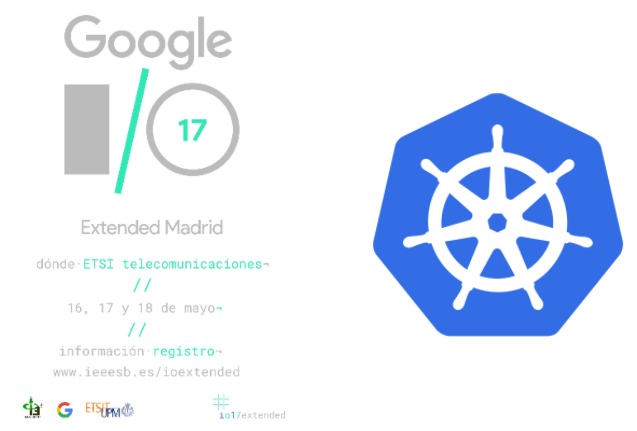 Google
I/O
17
Extended Madrid
dónde·ETSI telecomunicaciones¬
//
16, 17 y 18 de mayo¬
//
información·registro¬
www.ieeesb.es/ioextended
G
ETSIT
UPM
#
io17extended